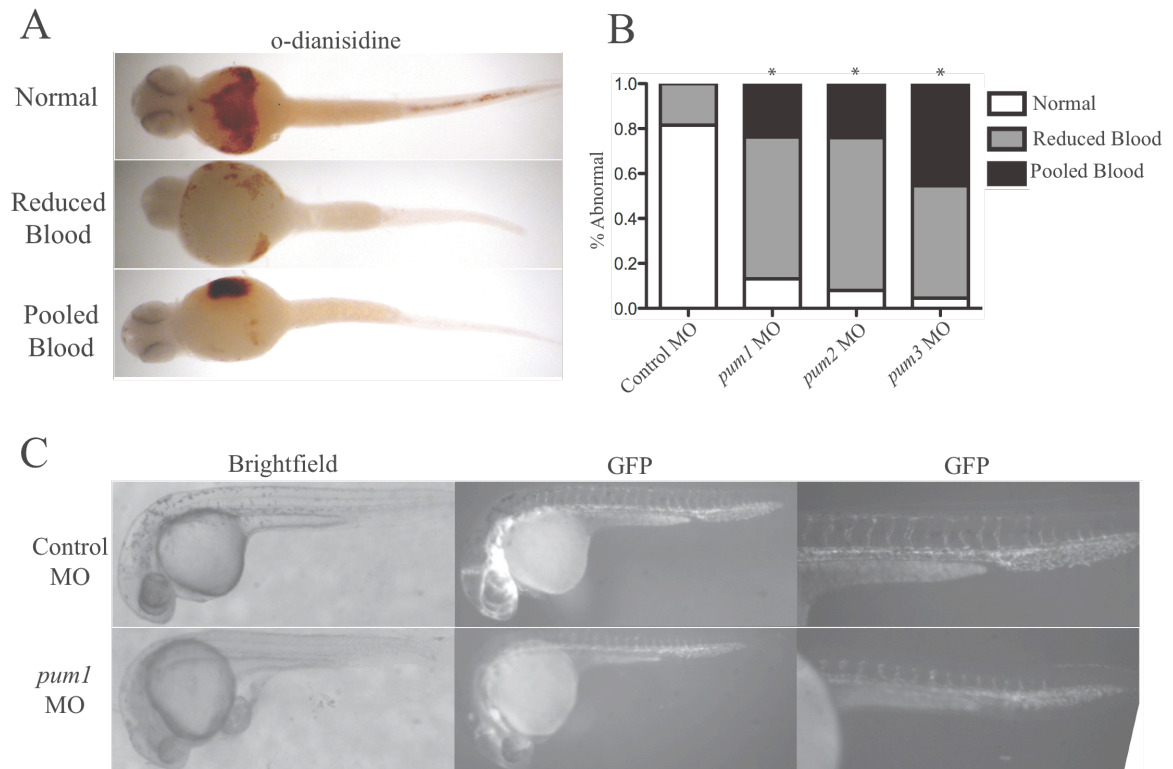 A
o-dianisidine
Normal
Reduced
Blood
Pooled
Blood
B
* * *
1.0
0.8
0.6
0.4
0.2
0.0
% Abnormal
Control MO
pum1 MO
pum2 MO
pum3 MO
Normal
Reduced Blood
Pooled Blood
C
Brightfield GFP GFP
Control
MO
pum1
MO